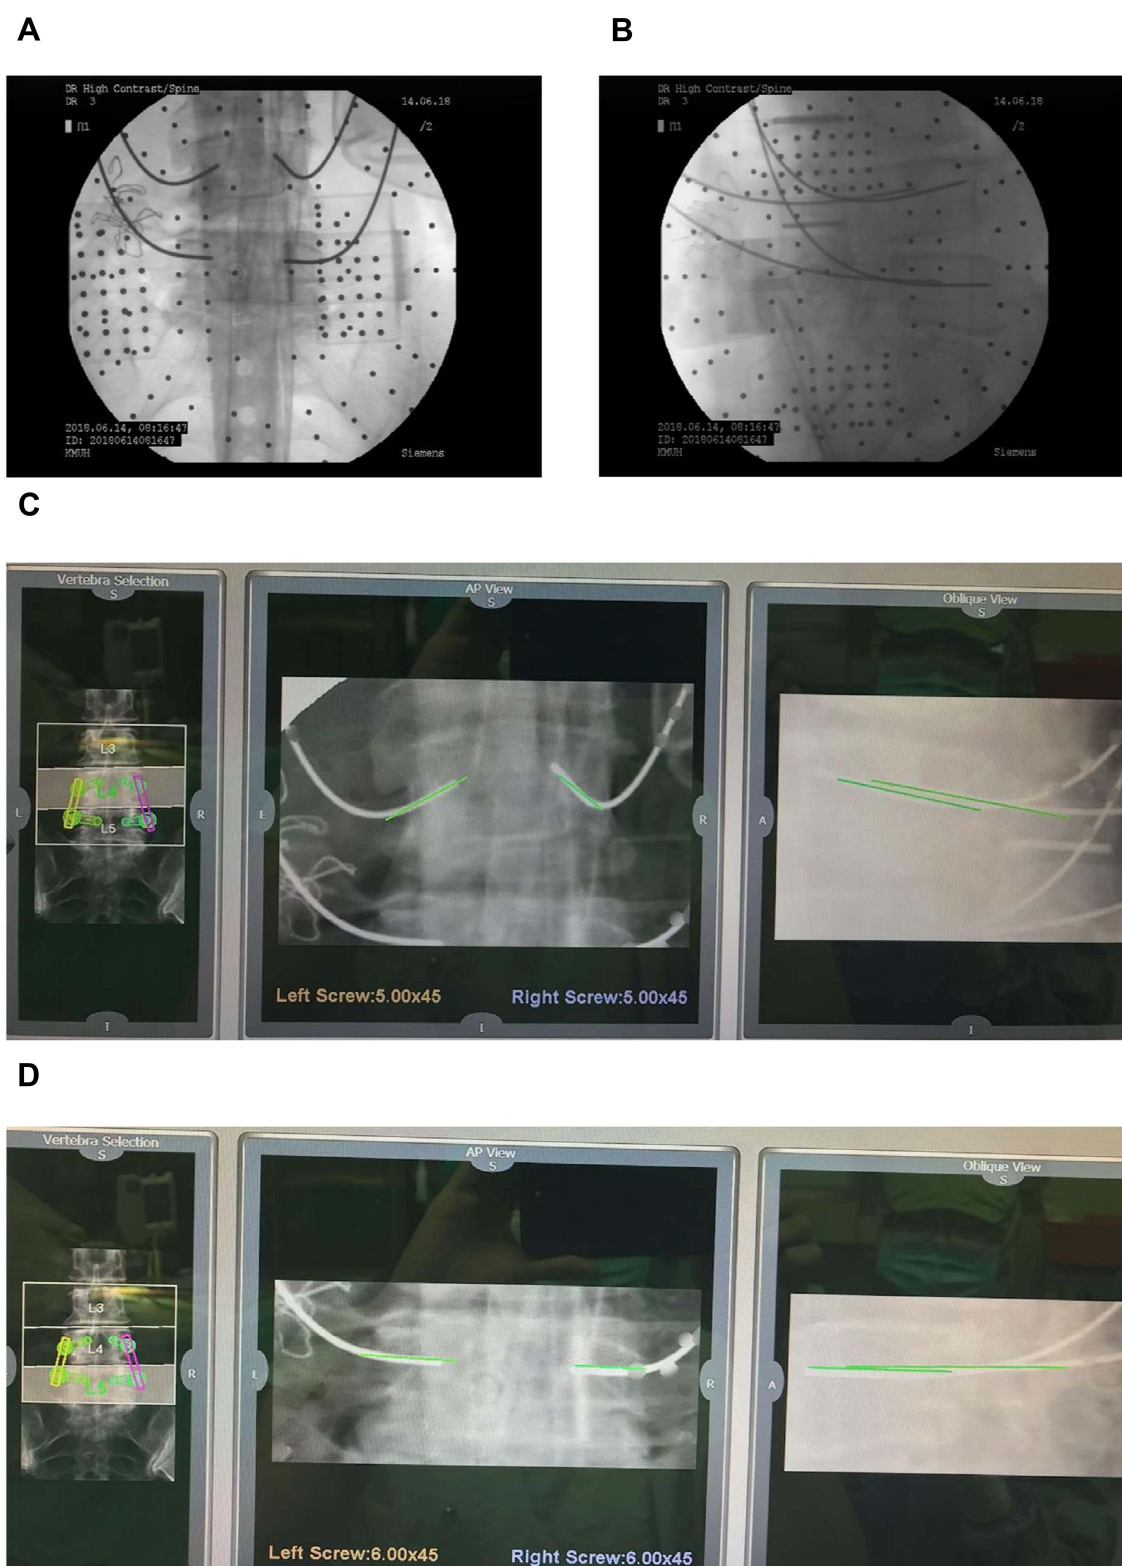 A
B
DR High Contrast/Spine
DR 3
14.06.18
/2
2018.06.14, 08:16:47
ID: 20180614081647
KMUH
Siemens
DR High Contrast/Spine
DR 3
14.06.18
/2
2018.06.14, 08:16:47
ID: 20180614081647
KMUH
Siemens
C
Vertebra Selection
S
L3
L4
L5
L
R
I
AP View
S
L
R
Left Screw:5.00x45
Right Screw:5.00x45
I
Oblique View
S
A
I
D
Vertebra Selection
S
L3
L4
L5
R
AP View
S
L
R
Left Screw:6.00x45
Right Screw:6.00x45
Oblique View
S
A